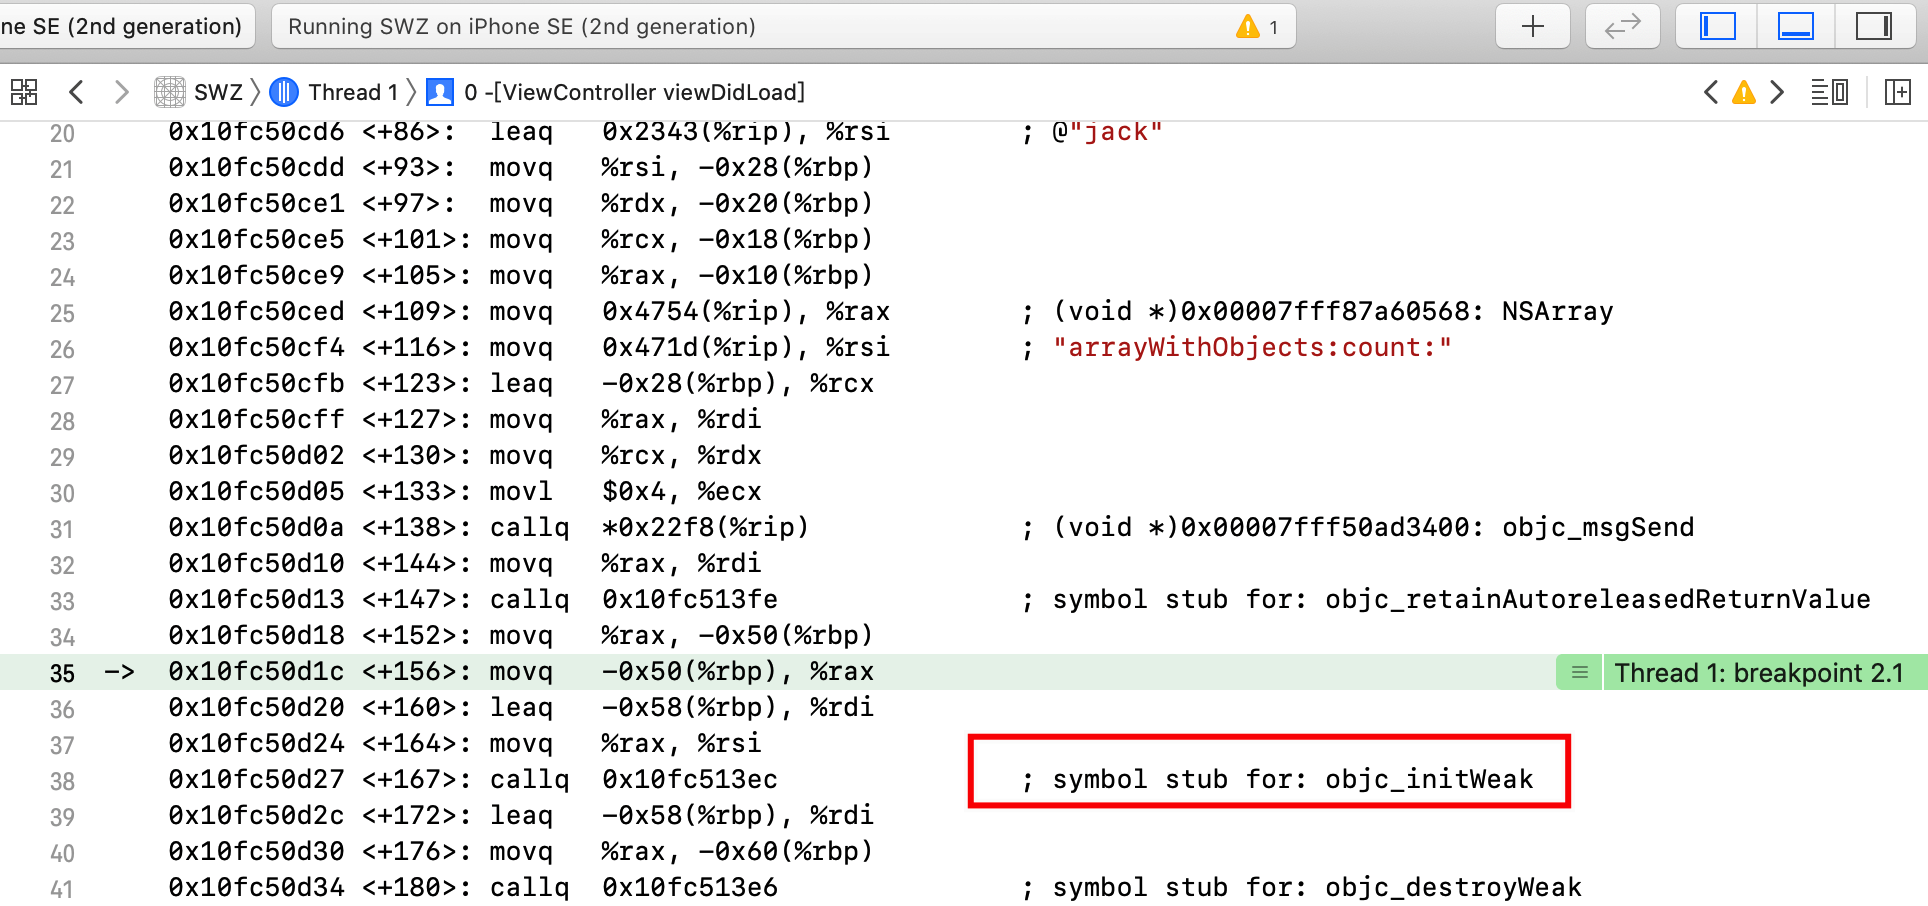 ne SE (2nd generation)
Running SWZ on iPhone SE (2nd generation)
1
SWZ
Thread 1
0 -[ViewController viewDidLoad]
20 0x10fc50cd6 <+86>: leaq 0x2343(%rip), %rsi ; @"jack"
21 0x10fc50cdd <+93>: movq %rsi, -0x28(%rbp)
22 0x10fc50ce1 <+97>: movq %rdx, -0x20(%rbp)
23 0x10fc50ce5 <+101>: movq %rcx, -0x18(%rbp)
24 0x10fc50ce9 <+105>: movq %rax, -0x10(%rbp)
25 0x10fc50ced <+109>: movq 0x4754(%rip), %rax ; (void *)0x00007fff87a60568: NSArray
26 0x10fc50cf4 <+116>: movq 0x471d(%rip), %rsi ; "arrayWithObjects:count:"
27 0x10fc50cfb <+123>: leaq -0x28(%rbp), %rcx
28 0x10fc50cff <+127>: movq %rax, %rdi
29 0x10fc50d02 <+130>: movq %rcx, %rdx
30 0x10fc50d05 <+133>: movl $0x4, %ecx
31 0x10fc50d0a <+138>: callq *0x22f8(%rip) ; (void *)0x00007fff50ad3400: objc_msgSend
32 0x10fc50d10 <+144>: movq %rax, %rdi
33 0x10fc50d13 <+147>: callq 0x10fc513fe ; symbol stub for: objc_retainAutoreleasedReturnValue
34 0x10fc50d18 <+152>: movq %rax, -0x50(%rbp)
35 -> 0x10fc50d1c <+156>: movq -0x50(%rbp), %rax Thread 1: breakpoint 2.1
36 0x10fc50d20 <+160>: leaq -0x58(%rbp), %rdi
37 0x10fc50d24 <+164>: movq %rax, %rsi
38 0x10fc50d27 <+167>: callq 0x10fc513ec ; symbol stub for: objc_initWeak
39 0x10fc50d2c <+172>: leaq -0x58(%rbp), %rdi
40 0x10fc50d30 <+176>: movq %rax, -0x60(%rbp)
41 0x10fc50d34 <+180>: callq 0x10fc513e6 ; symbol stub for: objc_destroyWeak